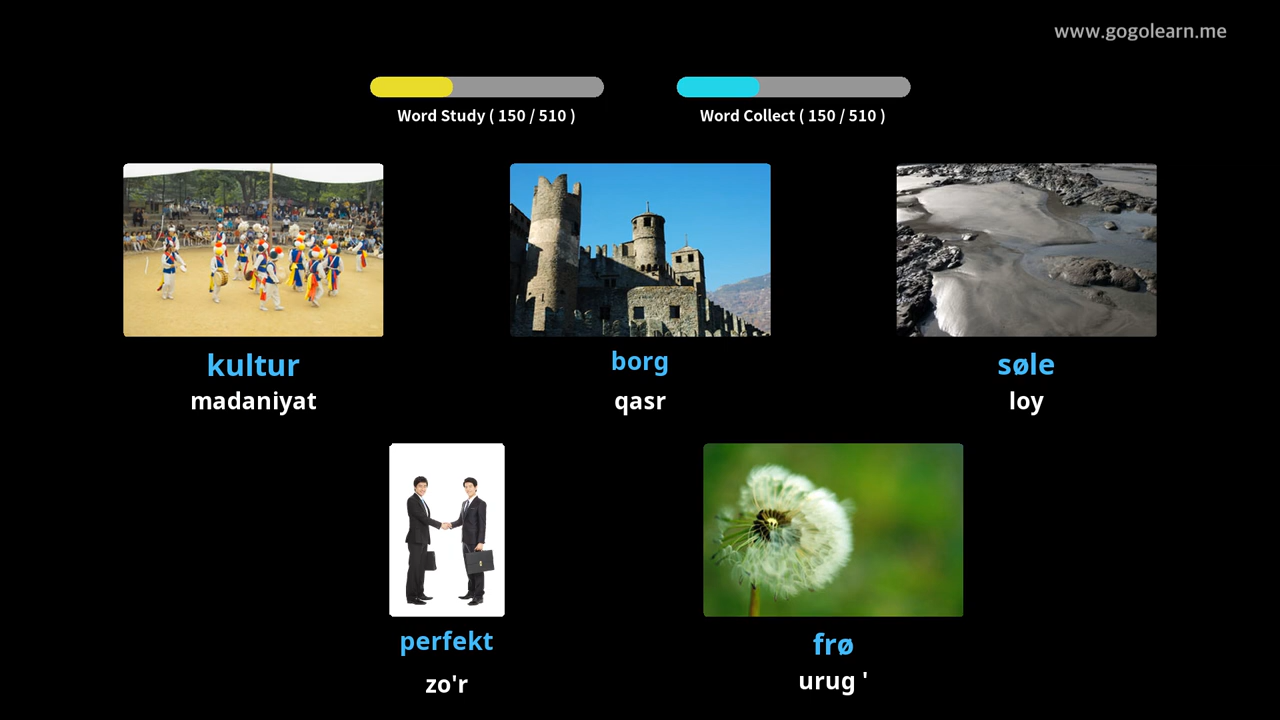 www.gogolearn.me
Word Study ( 150 / 510 )
Word Collect ( 150 / 510 )
kultur
madaniyat
borg
qasr
søle
loy
perfekt
zo'r
frø
urug '